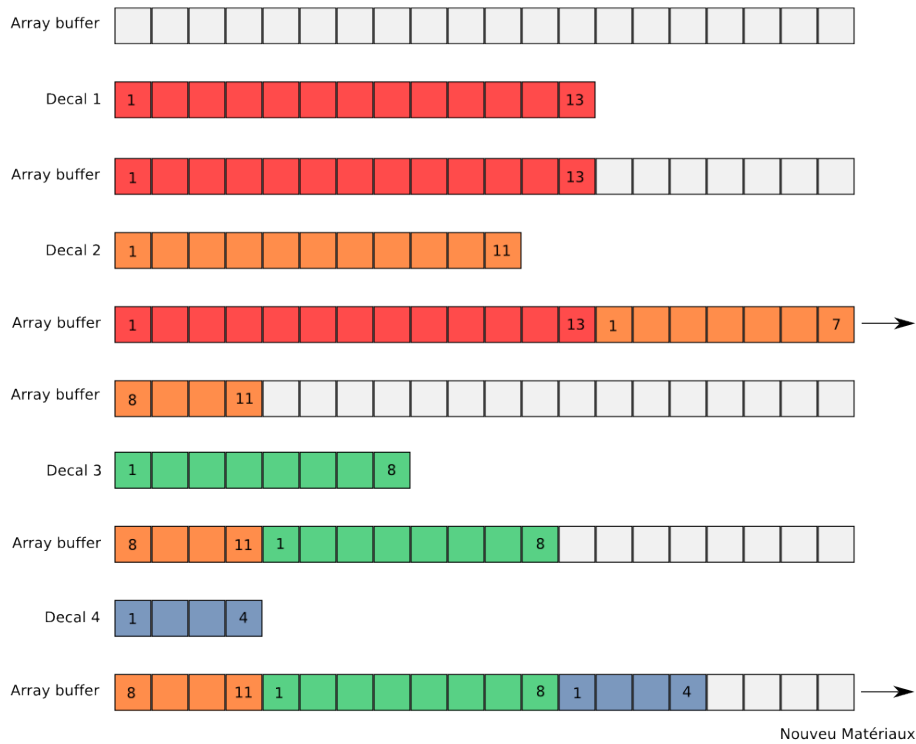 Array buffer
Decal 1 1 13
Array buffer 1 13
Decal 2 1 11
Array buffer 1 13 1 7
Array buffer 8 11
Decal 3 1 8
Array buffer 8 11 1 8
Decal 4 1 4
Array buffer 8 11 1 8 1 4
Nouveu Matériaux